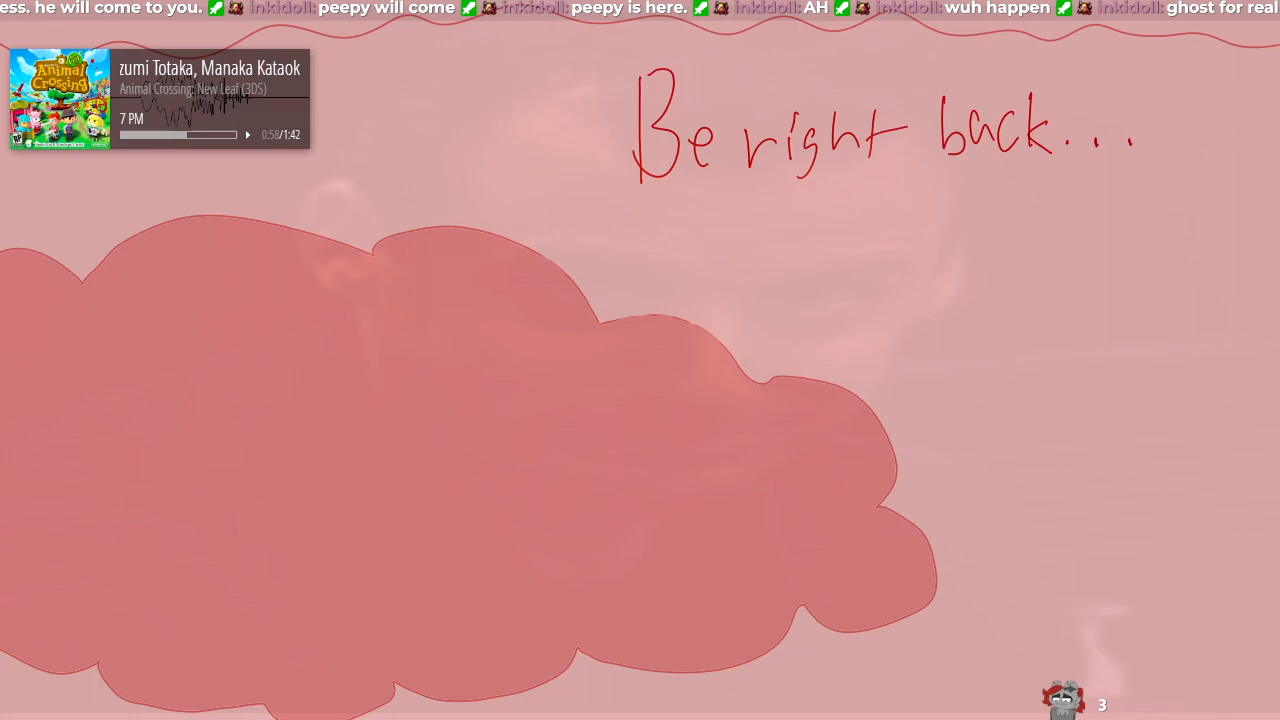 ess. he will come to you. inkidoll: peepy will come inkidoll: peepy is here. inkidoll: AH inkidoll: wuh happen inkidoll: ghost for real
Be right back...
Animal Crossing
zumi Totaka, Manaka Kataok
Animal Crossing: New Leaf (3DS)
7 PM
0:58/1:42
3